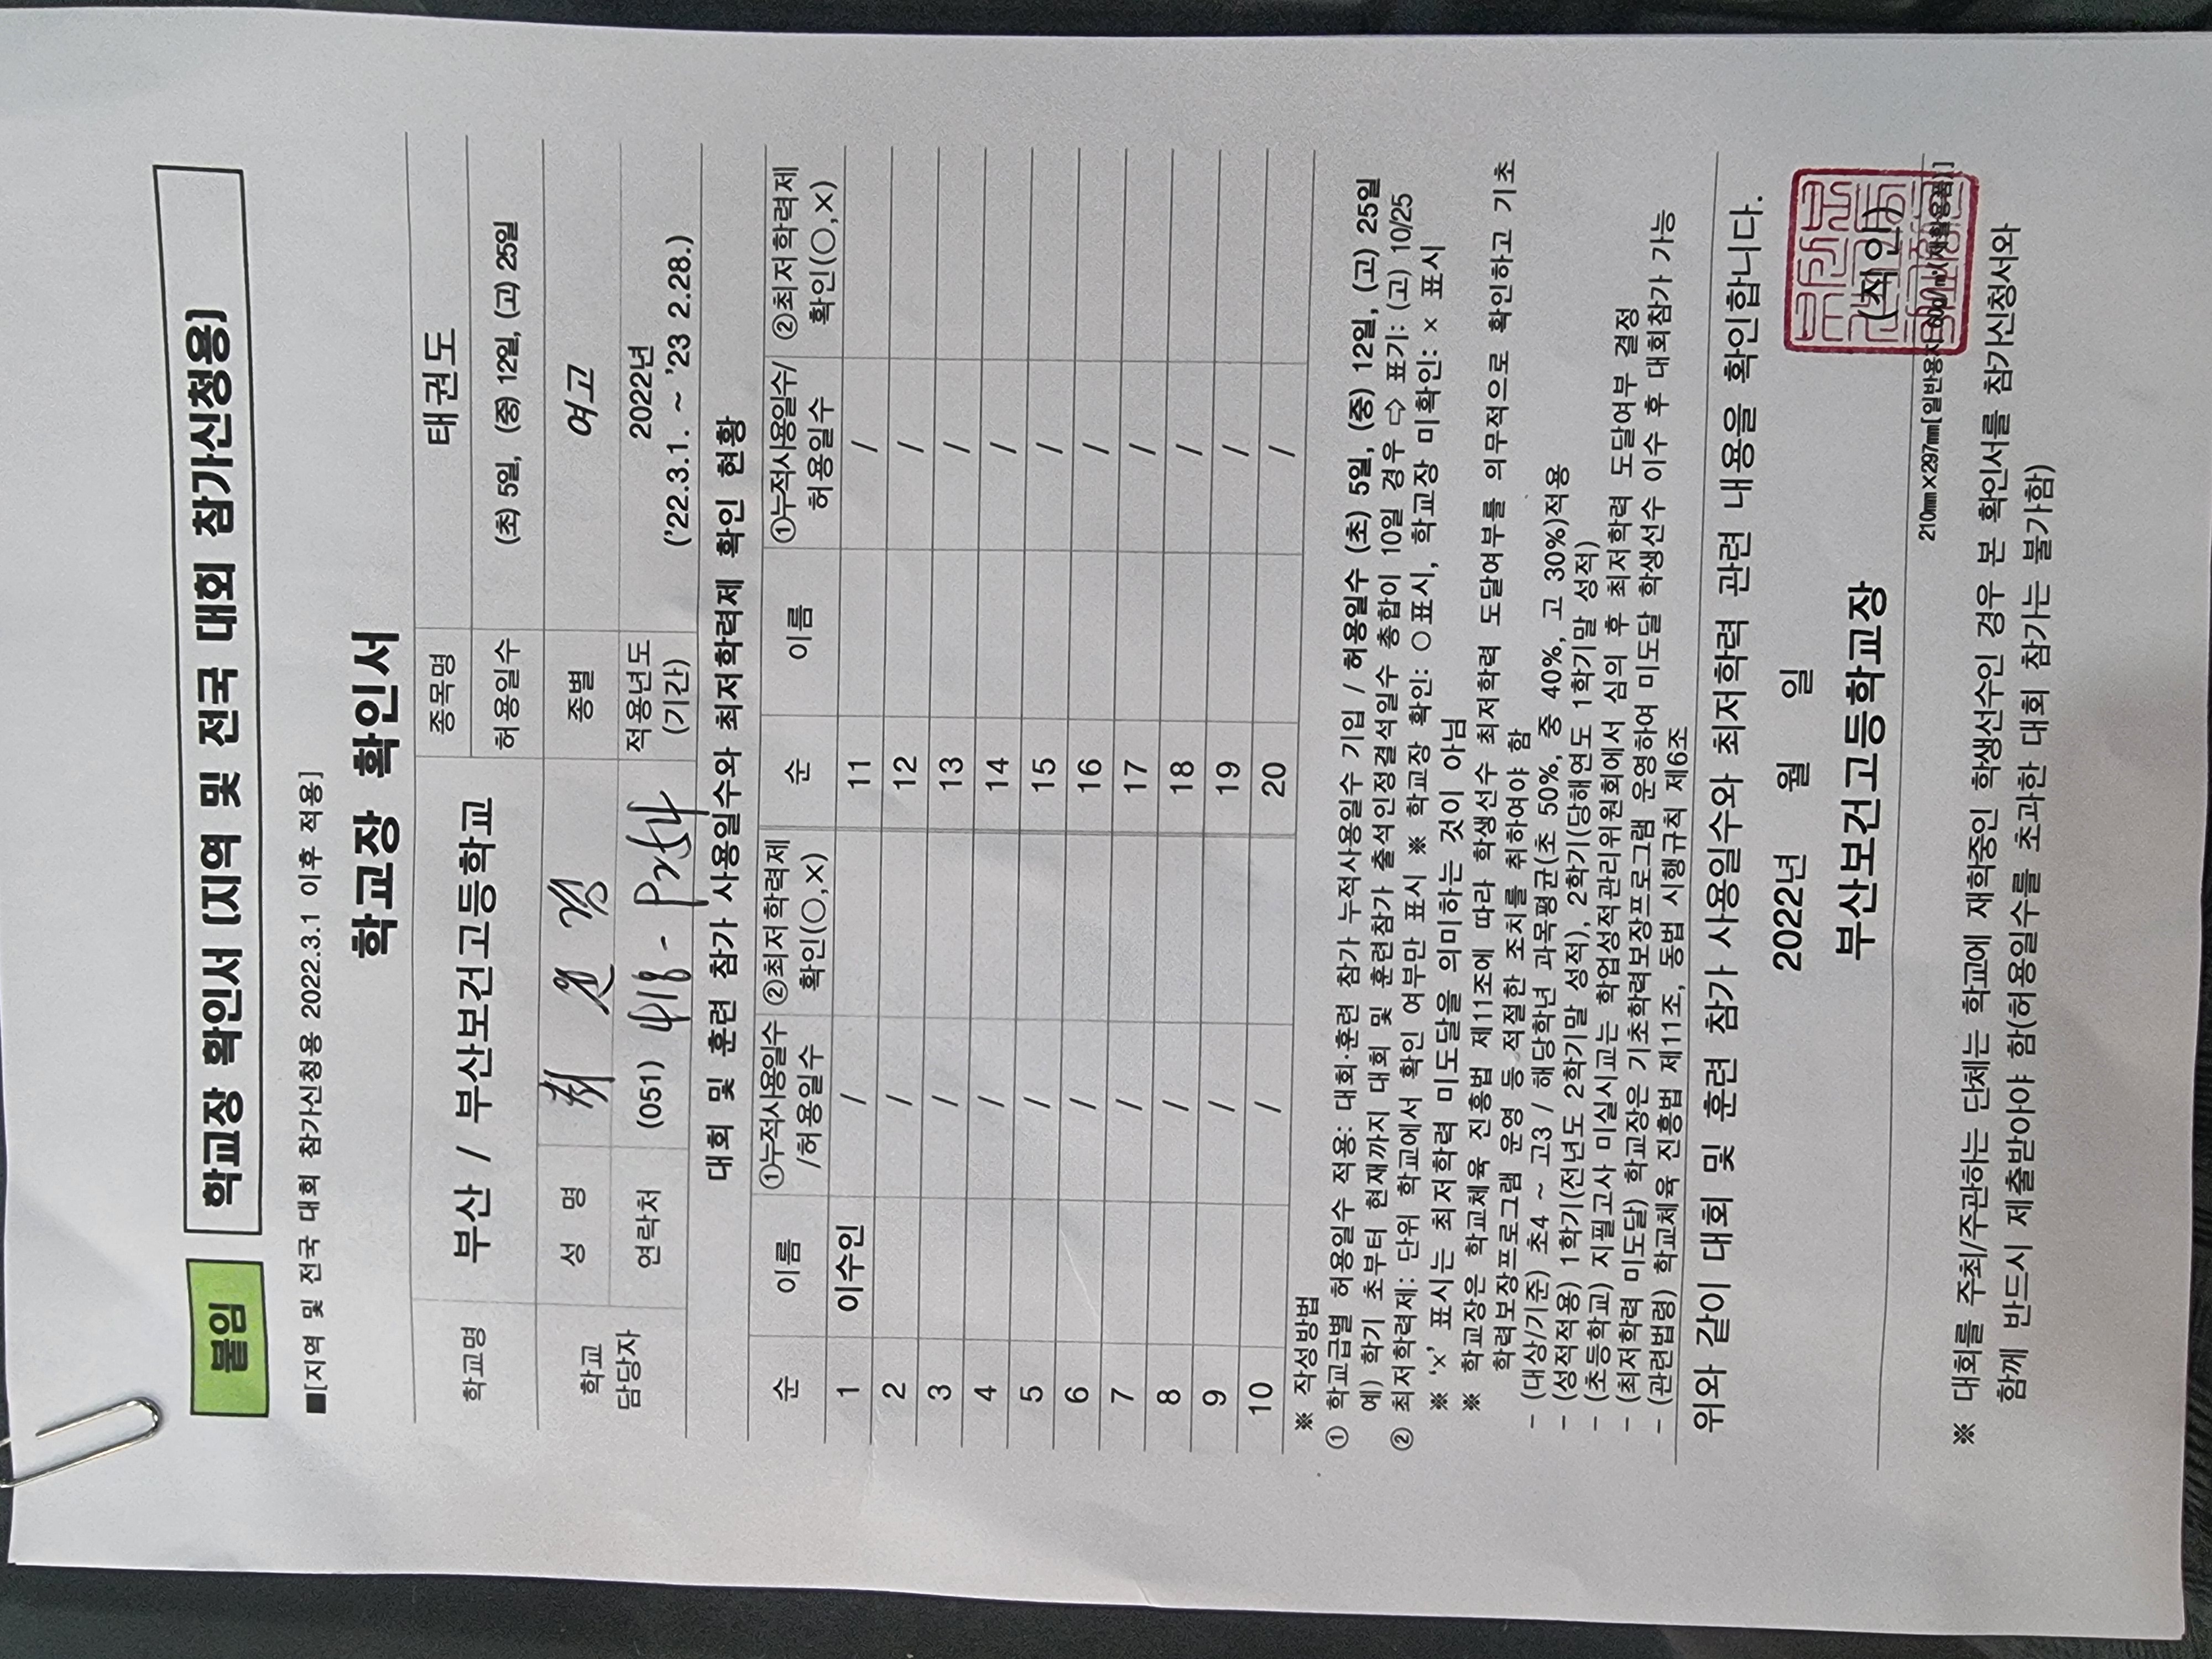 붙임 학교장 확인서 (지역 및 전국 대회 참가신청용)
■[지역 및 전국 대회 참가신청용 2022.3.1 이후 적용]
학교장 확인서
학교명 부산 / 부산보건고등학교 종목명 태권도
허용일수 (초) 5일, (중) 12일, (고) 25일
학교 담당자 성 명 최 종별 여고
연락처 (051) 적용년도 (기간) 2022년 ('22.3.1. ~ '23 2.28.)
대회 및 훈련 참가 사용일수와 최저학력제 확인 현황
순 이름 ①누적사용일수 /허용일수 ②최저학력제 확인(○,×) 순 이름 ①누적사용일수/ 허용일수 ②최저학력제 확인(○,×)
1 이수인 / 11 /
2 / 12 /
3 / 13 /
4 / 14 /
5 / 15 /
6 / 16 /
7 / 17 /
8 / 18 /
9 / 19 /
10 / 20 /
※ 작성방법
① 학교급별 허용일수 적용: 대회·훈련 참가 누적사용일수 기입 / 허용일수 (초) 5일, (중) 12일, (고) 25일
예) 학기 초부터 현재까지 대회 및 훈련참가 출석인정결석일수 총합이 10일 경우 ⇨ 표기: (고) 10/25
② 최저학력제: 단위 학교에서 확인 여부만 표시 ※ 학교장 확인: ○표시, 학교장 미확인: × 표시
※ '×' 표시는 최저학력 미도달을 의미하는 것이 아님
※ 학교장은 학교체육 진흥법 제11조에 따라 학생선수 최저학력 도달여부를 의무적으로 확인하고 기초
학력보장프로그램 운영 등 적절한 조치를 취하여야 함
- (대상/기준) 초4 ~ 고3 / 해당학년 과목평균(초 50%, 중 40%, 고 30%)적용
- (성적적용) 1학기(전년도 2학기말 성적), 2학기(당해연도 1학기말 성적)
- (초등학교) 지필고사 미실시교는 학업성적관리위원회에서 심의 후 최저학력 도달여부 결정
- (최저학력 미도달) 학교장은 기초학력보장프로그램 운영하여 미도달 학생선수 이수 후 대회참가 가능
- (관련법령) 학교체육 진흥법 제11조, 동법 시행규칙 제6조
위와 같이 대회 및 훈련 참가 사용일수와 최저학력 관련 내용을 확인합니다.
2022년 월 일
부산보건고등학교장 (직인)
210㎜×297㎜[일반용지 60g/㎡(재활용품)]
※ 대회를 주최/주관하는 단체는 학교에 재학중인 학생선수인 경우 본 확인서를 참가신청서와
함께 반드시 제출받아야 함(허용일수를 초과한 대회 참가는 불가함)